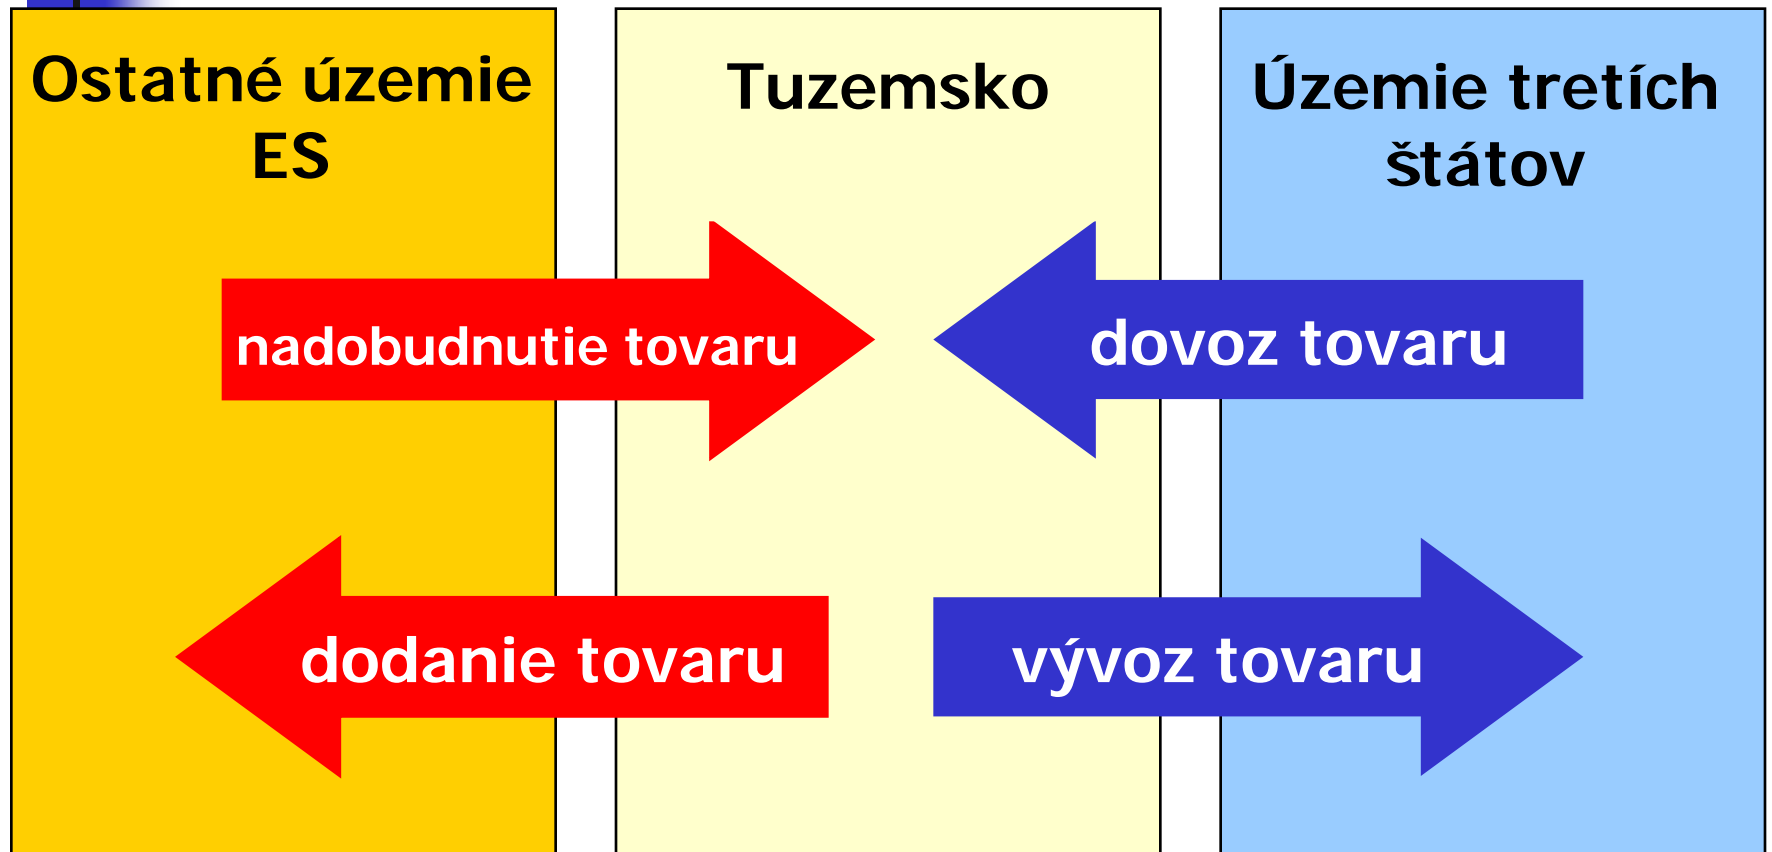 Ostatné územie
ES
Tuzemsko
Územie tretích
štátov
nadobudnutie tovaru
dovoz tovaru
dodanie tovaru
vývoz tovaru